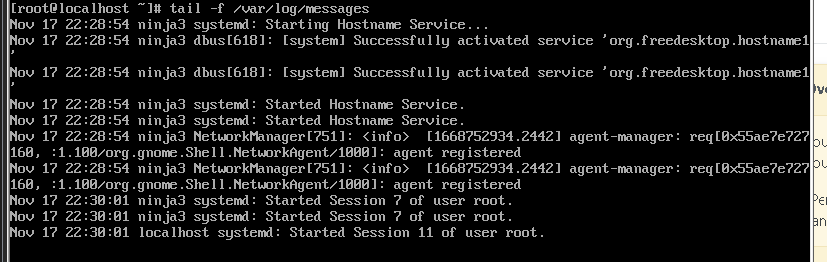 [root@localhost ~]# tail -f /var/log/messages
Nov 17 22:28:54 ninja3 systemd: Starting Hostname Service...
Nov 17 22:28:54 ninja3 dbus[618]: [system] Successfully activated service 'org.freedesktop.hostname1
'
Nov 17 22:28:54 ninja3 dbus[618]: [system] Successfully activated service 'org.freedesktop.hostname1
'
Nov 17 22:28:54 ninja3 systemd: Started Hostname Service.
Nov 17 22:28:54 ninja3 systemd: Started Hostname Service.
Nov 17 22:28:54 ninja3 NetworkManager[751]: <info>  [1668752934.2442] agent-manager: req[0x55ae7e727
160, :1.100/org.gnome.Shell.NetworkAgent/1000]: agent registered
Nov 17 22:28:54 ninja3 NetworkManager[751]: <info>  [1668752934.2442] agent-manager: req[0x55ae7e727
160, :1.100/org.gnome.Shell.NetworkAgent/1000]: agent registered
Nov 17 22:30:01 ninja3 systemd: Started Session 7 of user root.
Nov 17 22:30:01 ninja3 systemd: Started Session 7 of user root.
Nov 17 22:30:01 localhost systemd: Started Session 11 of user root.